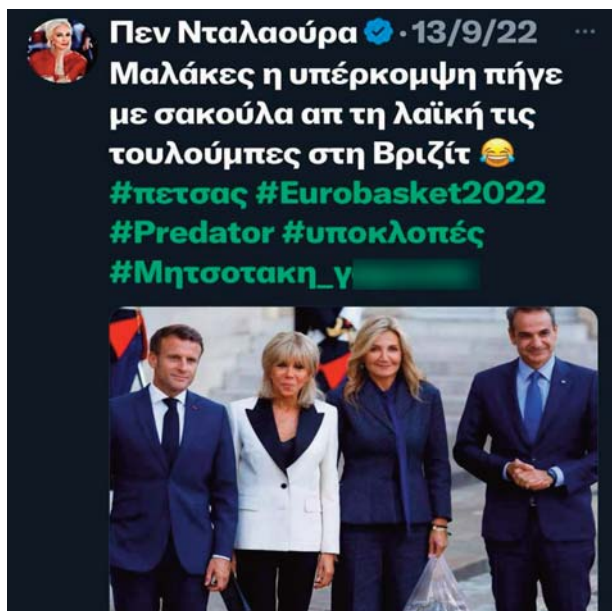 Πεν Νταλαούρα · 13/9/22
Μαλάκες η υπέρκομψη πήγε
με σακούλα απ τη λαϊκή τις
τουλούμπες στη Βριζίτ 😂
#πετσας #Eurobasket2022
#Predator #υποκλοπές
#Μητσοτακη_γ